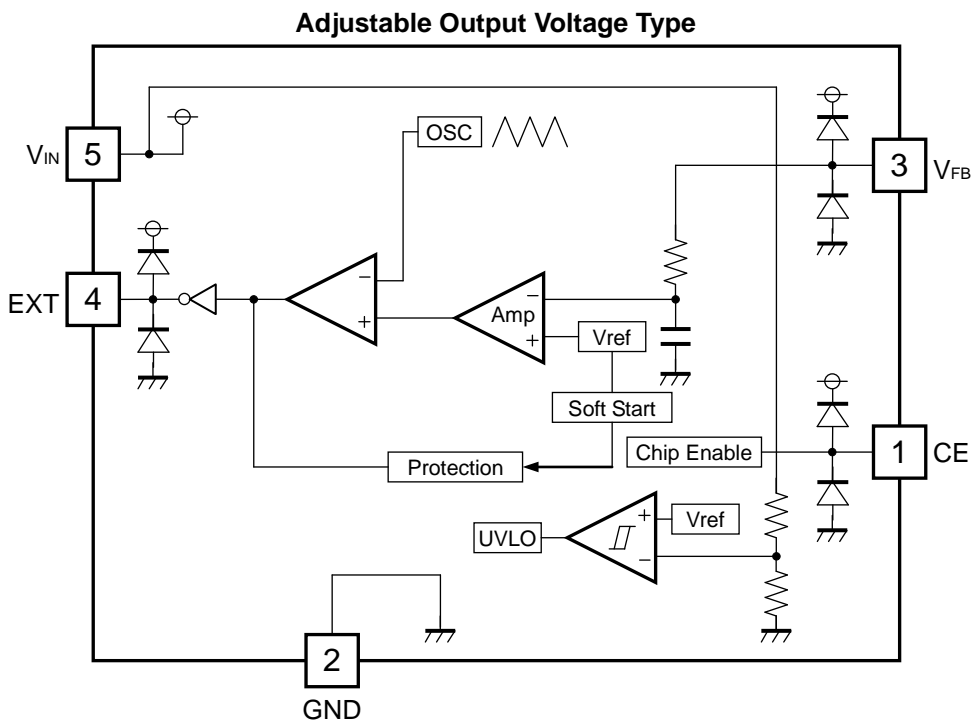 Adjustable Output Voltage Type
OSC
VIN 5
3 VFB
EXT 4
−
+
Amp
−
+
Vref
Soft Start
Chip Enable
1 CE
Protection
UVLO
+
−
Vref
2
GND